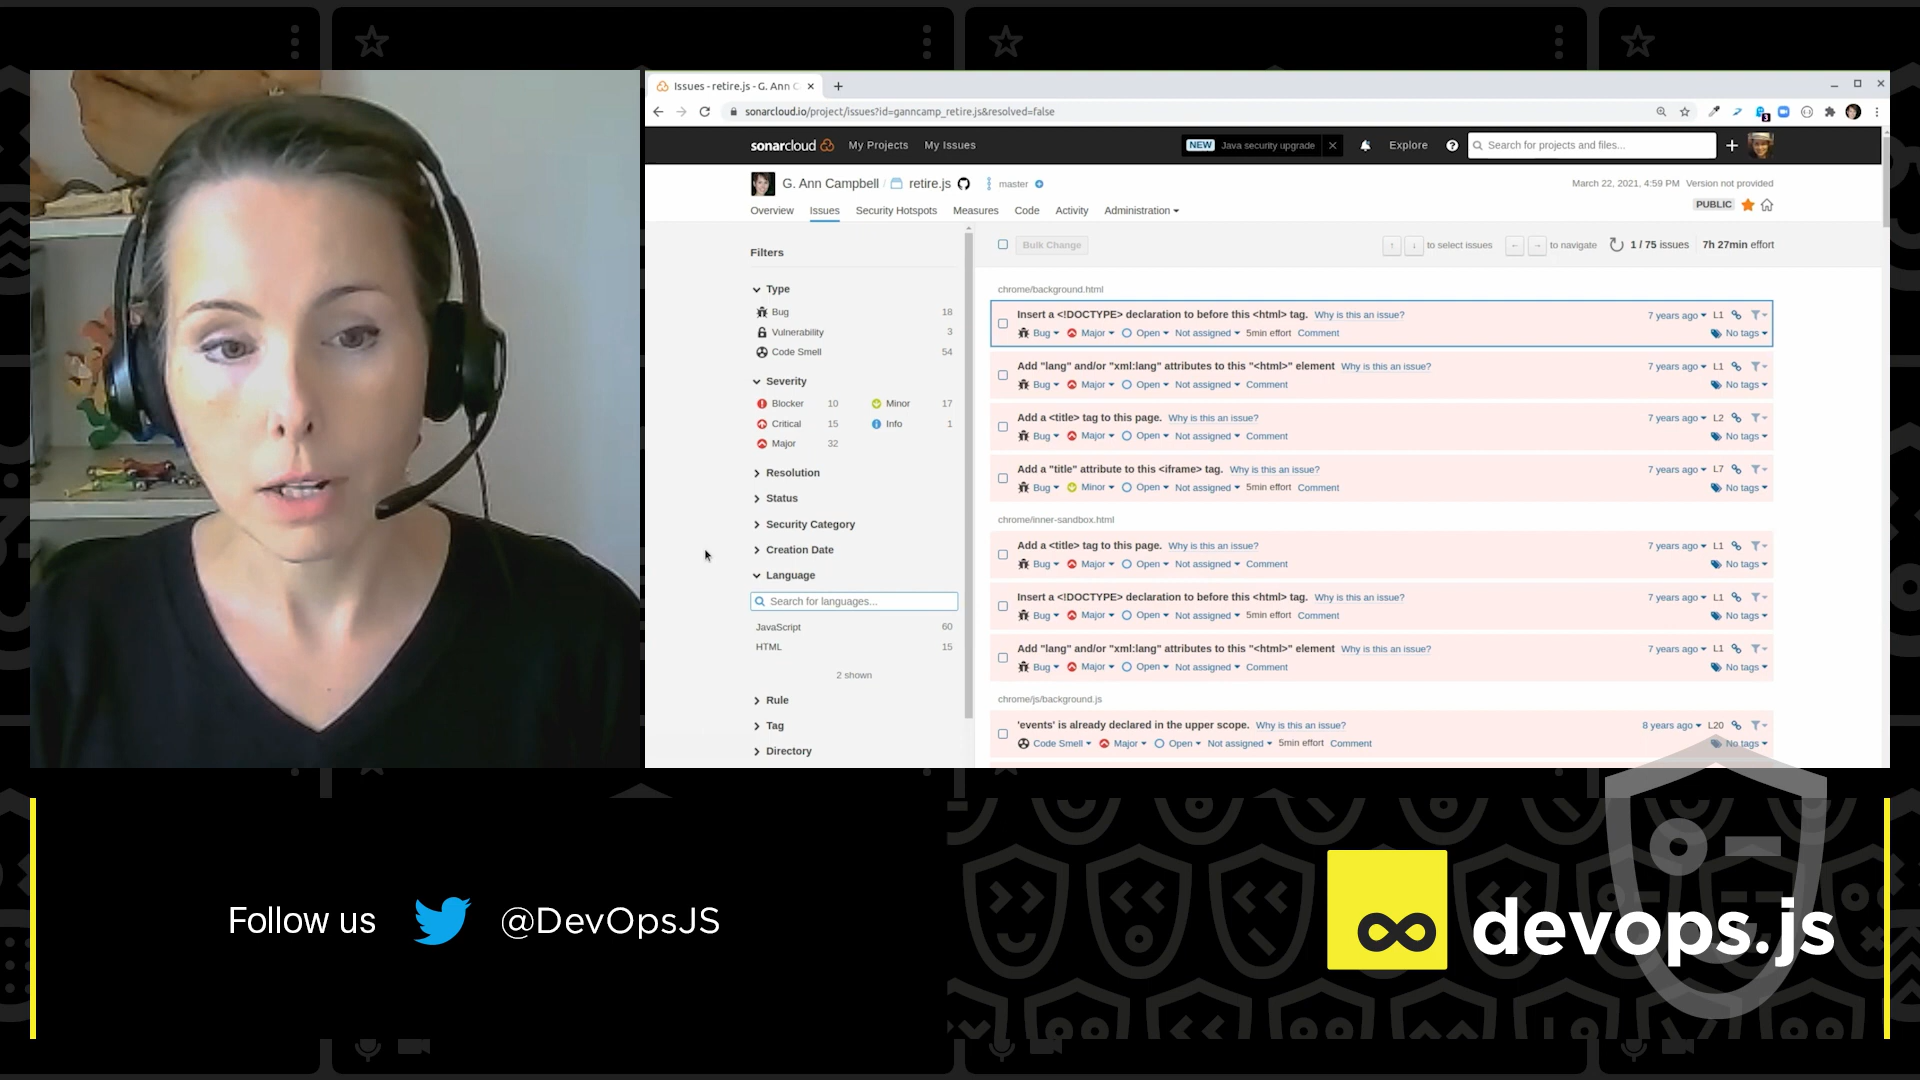 Issues - retire.js - G. Ann C
sonarcloud.io/project/issues?id=ganncamp_retire.js&resolved=false
3
sonarcloud My Projects My Issues NEW Java security upgrade Explore Search for projects and files...
G. Ann Campbell / retire.js master March 22, 2021, 4:59 PM Version not provided
PUBLIC
Overview Issues Security Hotspots Measures Code Activity Administration
Filters
Type
Bug 18
Vulnerability 3
Code Smell 54
Severity
Blocker 10 Minor 17
Critical 15 Info 1
Major 32
Resolution
Status
Security Category
Creation Date
Language
Search for languages...
JavaScript 60
HTML 15
2 shown
Rule
Tag
Directory
Bulk Change ↑ ↓ to select issues ← → to navigate 1 / 75 issues 7h 27min effort
chrome/background.html
Insert a <!DOCTYPE> declaration to before this <html> tag. Why is this an issue? 7 years ago L1
Bug Major Open Not assigned 5min effort Comment No tags
Add "lang" and/or "xml:lang" attributes to this "<html>" element Why is this an issue? 7 years ago L1
Bug Major Open Not assigned Comment No tags
Add a <title> tag to this page. Why is this an issue? 7 years ago L2
Bug Major Open Not assigned Comment No tags
Add a "title" attribute to this <iframe> tag. Why is this an issue? 7 years ago L7
Bug Minor Open Not assigned 5min effort Comment No tags
chrome/inner-sandbox.html
Add a <title> tag to this page. Why is this an issue? 7 years ago L1
Bug Major Open Not assigned Comment No tags
Insert a <!DOCTYPE> declaration to before this <html> tag. Why is this an issue? 7 years ago L1
Bug Major Open Not assigned 5min effort Comment No tags
Add "lang" and/or "xml:lang" attributes to this "<html>" element Why is this an issue? 7 years ago L1
Bug Major Open Not assigned Comment No tags
chrome/js/background.js
'events' is already declared in the upper scope. Why is this an issue? 8 years ago L20
Code Smell Major Open Not assigned 5min effort Comment No tags
Follow us @DevOpsJS
devops.js